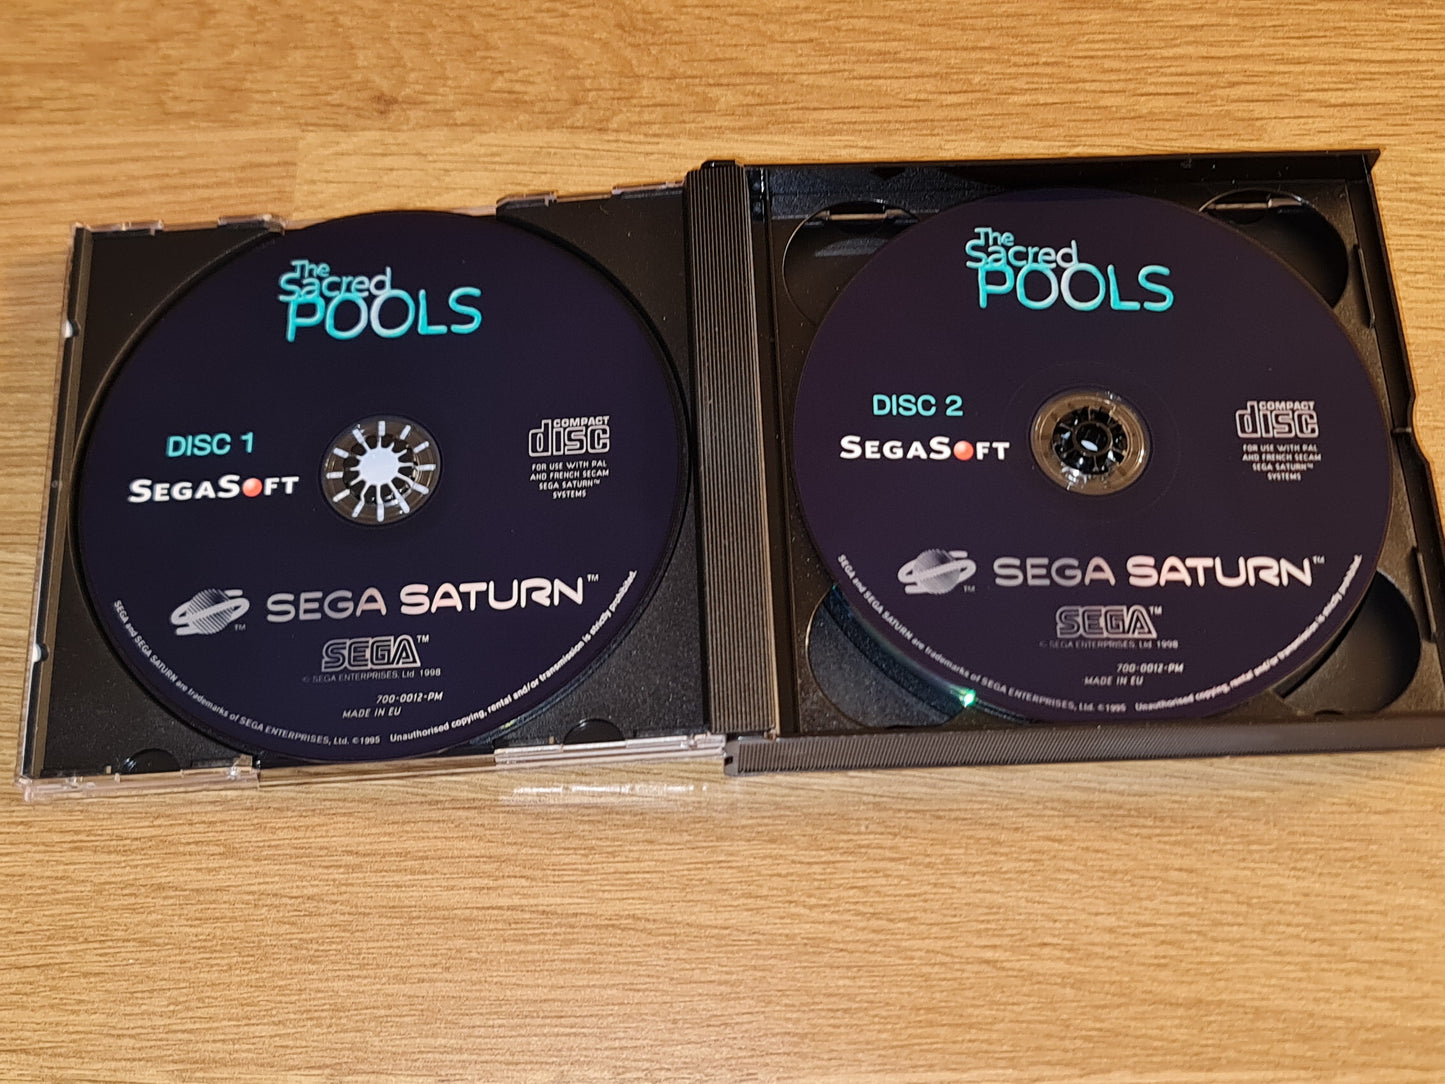 The
Sacred
POOLS
DISC 1
SEGASOFT
COMPACT
disc
FOR USE WITH PAL
AND FRENCH SECAM
SEGA SATURN™
SYSTEMS
SEGA SATURN™
TM
SEGA™
© SEGA ENTERPRISES, Ltd 1998
700-0012-PM
MADE IN EU
SEGA and SEGA SATURN are trademarks of SEGA ENTERPRISES, Ltd. © 1995 Unauthorised copying, rental and/or transmission is strictly prohibited.
The
Sacred
POOLS
DISC 2
SEGASOFT
COMPACT
disc
FOR USE WITH PAL
AND FRENCH SECAM
SEGA SATURN™
SYSTEMS
SEGA SATURN™
TM
SEGA™
© SEGA ENTERPRISES, Ltd 1998
700-0012-PM
MADE IN EU
SEGA and SEGA SATURN are trademarks of SEGA ENTERPRISES, Ltd. © 1995 Unauthorised copying, rental and/or transmission is strictly prohibited.